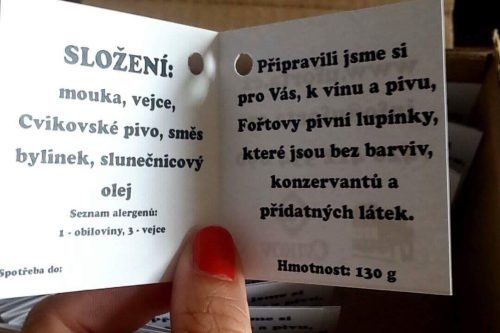 SLOŽENÍ:
mouka, vejce,
Cvikovské pivo, směs
bylinek, slunečnicový
olej
Seznam alergenů:
1 - obiloviny, 3 - vejce
Spotřeba do:
Připravili jsme si
pro Vás, k vínu a pivu,
Fořtovy pivní lupínky,
které jsou bez barviv,
konzervantů a
přídatných látek.
Hmotnost: 130 g